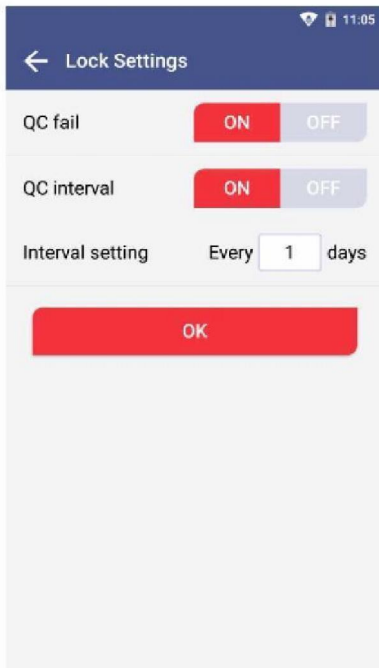 11:05
Lock Settings
QC fail ON OFF
QC interval ON OFF
Interval setting Every 1 days
OK